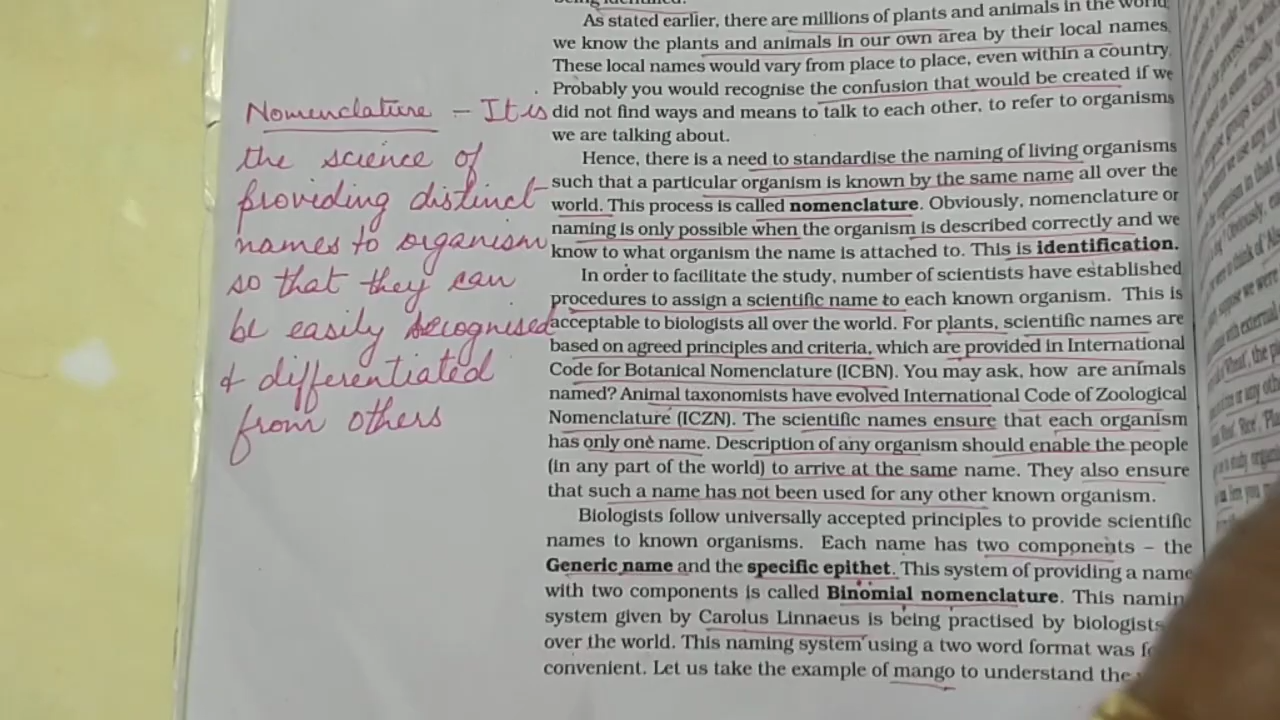 being identified.
As stated earlier, there are millions of plants and animals in the world;
we know the plants and animals in our own area by their local names.
These local names would vary from place to place, even within a country.
Probably you would recognise the confusion that would be created if we
did not find ways and means to talk to each other, to refer to organisms
we are talking about.
Hence, there is a need to standardise the naming of living organisms
such that a particular organism is known by the same name all over the
world. This process is called nomenclature. Obviously, nomenclature or
naming is only possible when the organism is described correctly and we
know to what organism the name is attached to. This is identification.
In order to facilitate the study, number of scientists have established
procedures to assign a scientific name to each known organism. This is
acceptable to biologists all over the world. For plants, scientific names are
based on agreed principles and criteria, which are provided in International
Code for Botanical Nomenclature (ICBN). You may ask, how are animals
named? Animal taxonomists have evolved International Code of Zoological
Nomenclature (ICZN). The scientific names ensure that each organism
has only one name. Description of any organism should enable the people
(in any part of the world) to arrive at the same name. They also ensure
that such a name has not been used for any other known organism.
Biologists follow universally accepted principles to provide scientific
names to known organisms. Each name has two components – the
Generic name and the specific epithet. This system of providing a name
with two components is called Binomial nomenclature. This namin
system given by Carolus Linnaeus is being practised by biologists
over the world. This naming system using a two word format was
convenient. Let us take the example of mango to understand the
Nomenclature – It is
the science of
providing distinct
names to organism
so that they can
be easily recognised
& differentiated
from others